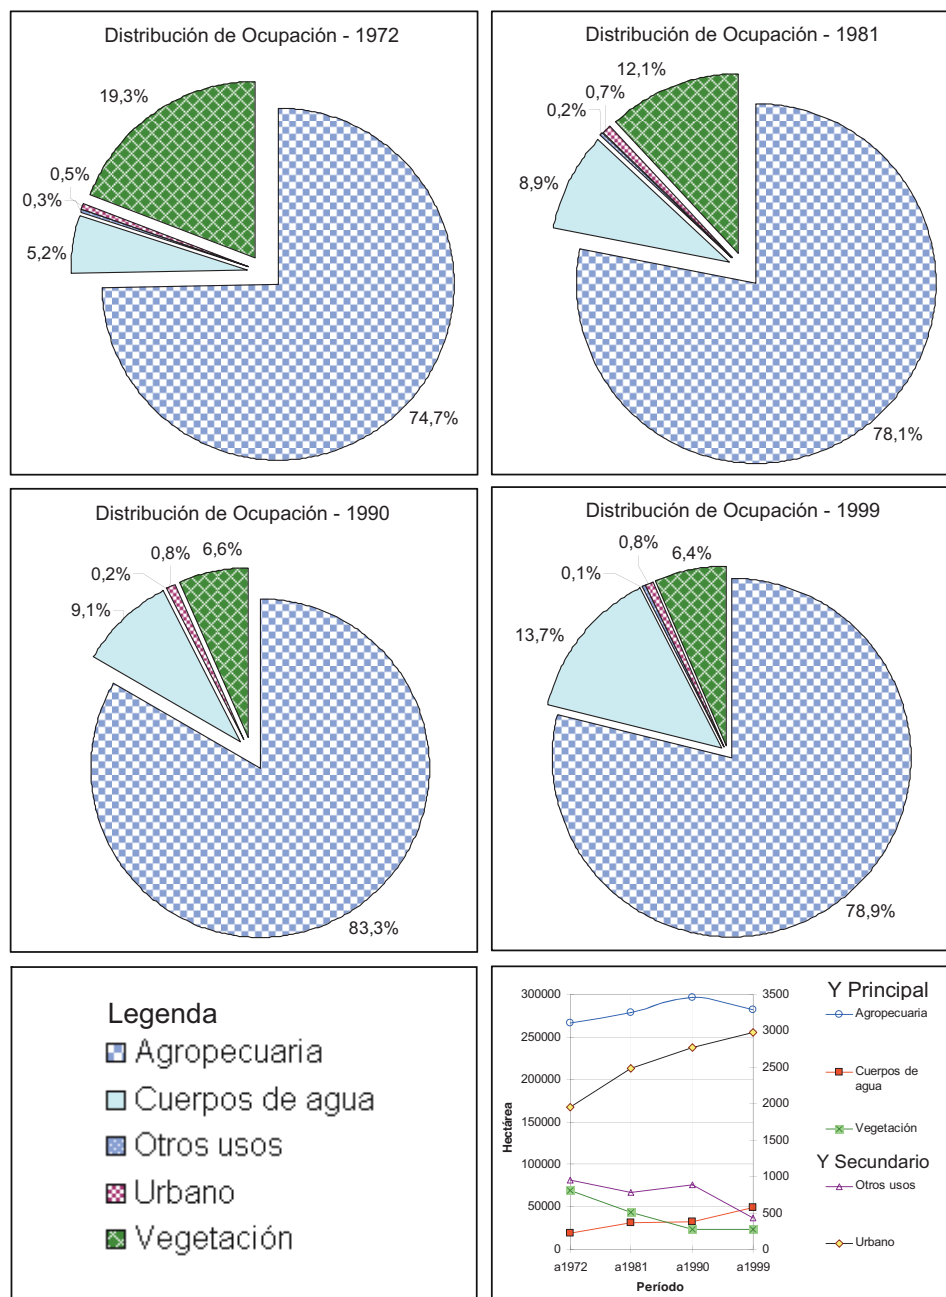 Distribución de Ocupación - 1972
19,3%
0,5%
0,3%
5,2%
74,7%
Distribución de Ocupación - 1981
12,1%
0,7%
0,2%
8,9%
78,1%
Distribución de Ocupación - 1990
6,6%
0,8%
0,2%
9,1%
83,3%
Distribución de Ocupación - 1999
6,4%
0,8%
0,1%
13,7%
78,9%
Legenda
Agropecuaria
Cuerpos de agua
Otros usos
Urbano
Vegetación
Hectárea
300000
250000
200000
150000
100000
50000
0
3500
3000
2500
2000
1500
1000
500
0
a1972 a1981 a1990 a1999
Período
Y Principal
Agropecuaria
Cuerpos de
agua
Vegetación
Y Secundario
Otros usos
Urbano